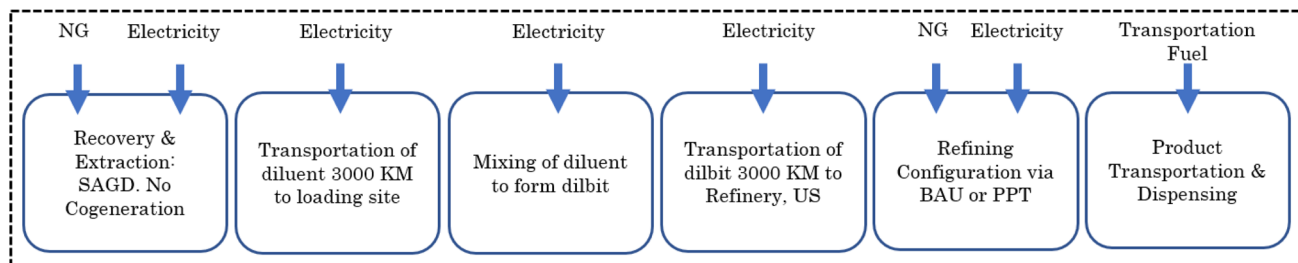 NG
Electricity
Electricity
Electricity
Electricity
NG
Electricity
Transportation
Fuel
Recovery &
Extraction:
SAGD. No
Cogeneration
Transportation of
diluent 3000 KM
to loading site
Mixing of diluent
to form dilbit
Transportation of
dilbit 3000 KM to
Refinery, US
Refining
Configuration via
BAU or PPT
Product
Transportation &
Dispensing